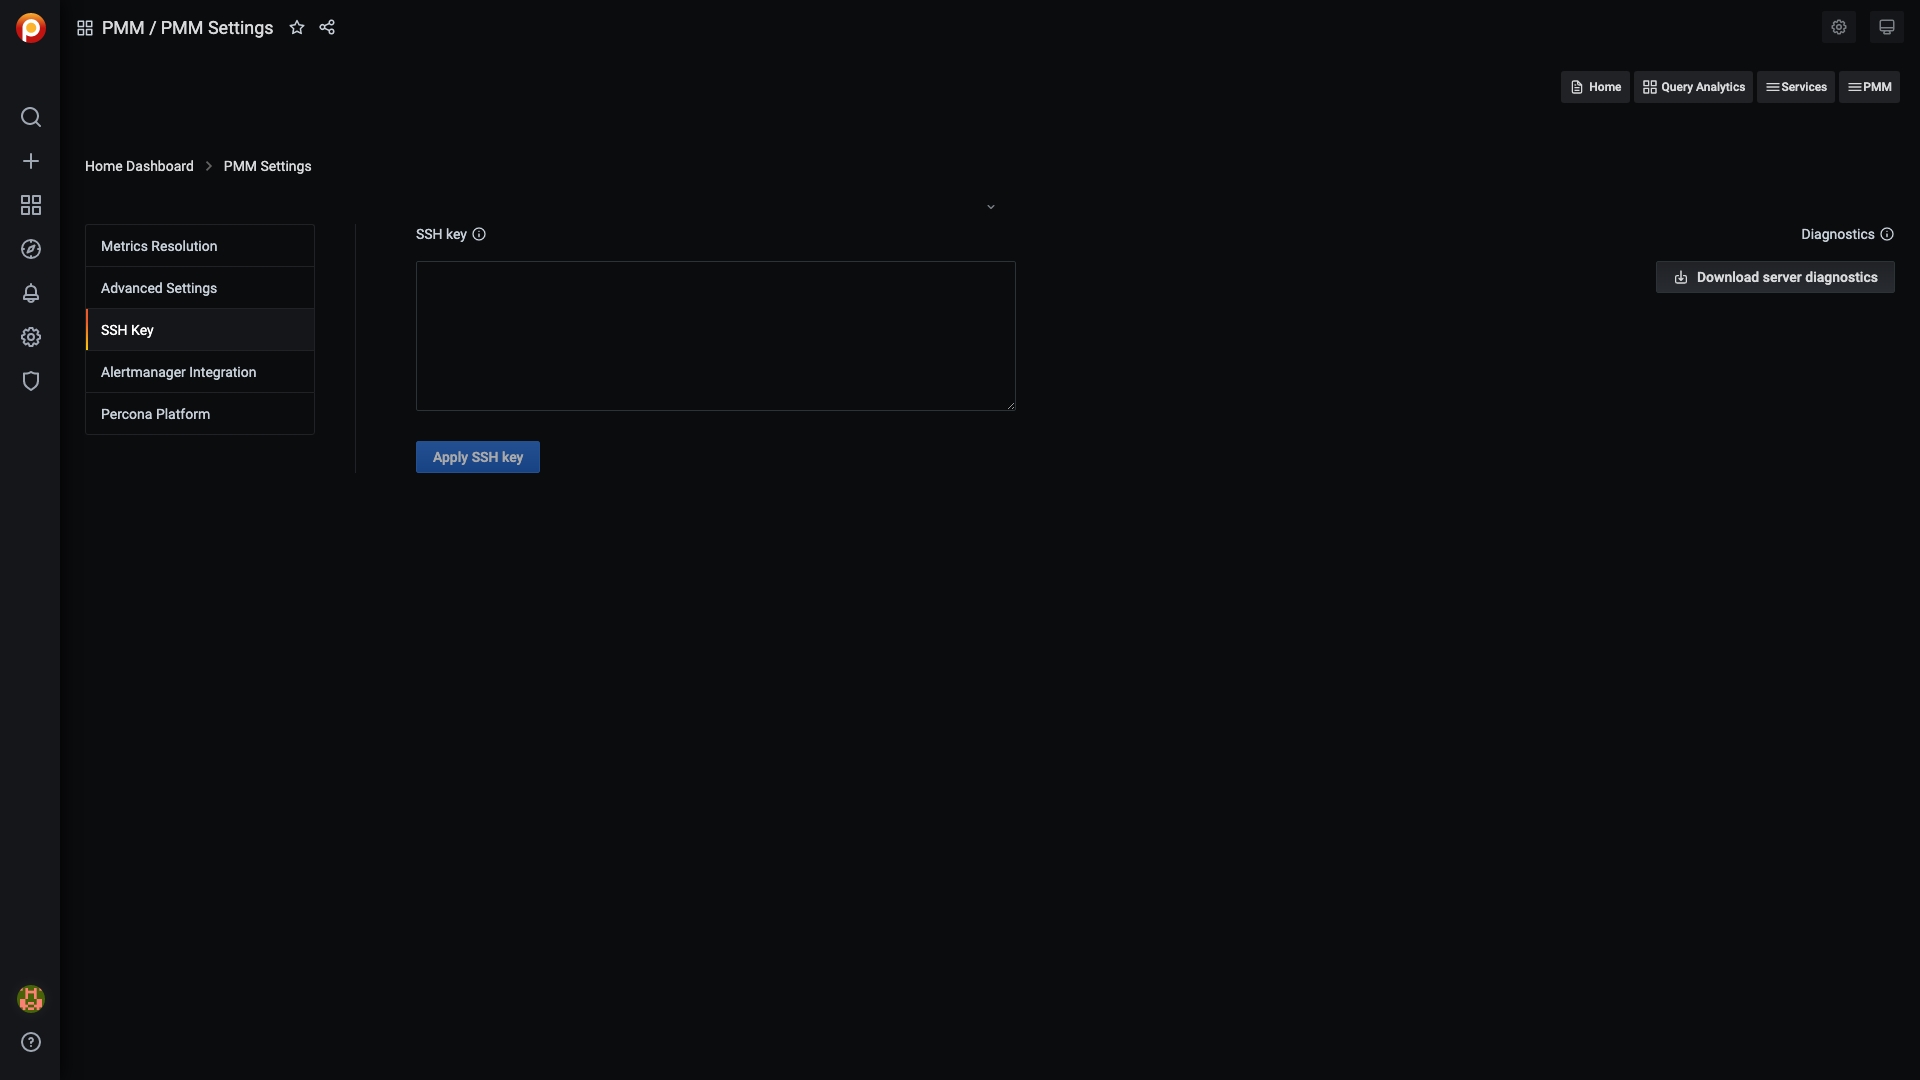 PMM / PMM Settings
Home
Query Analytics
Services
PMM
Home Dashboard
PMM Settings
Metrics Resolution
Advanced Settings
SSH Key
Alertmanager Integration
Percona Platform
SSH key
Apply SSH key
Diagnostics
Download server diagnostics